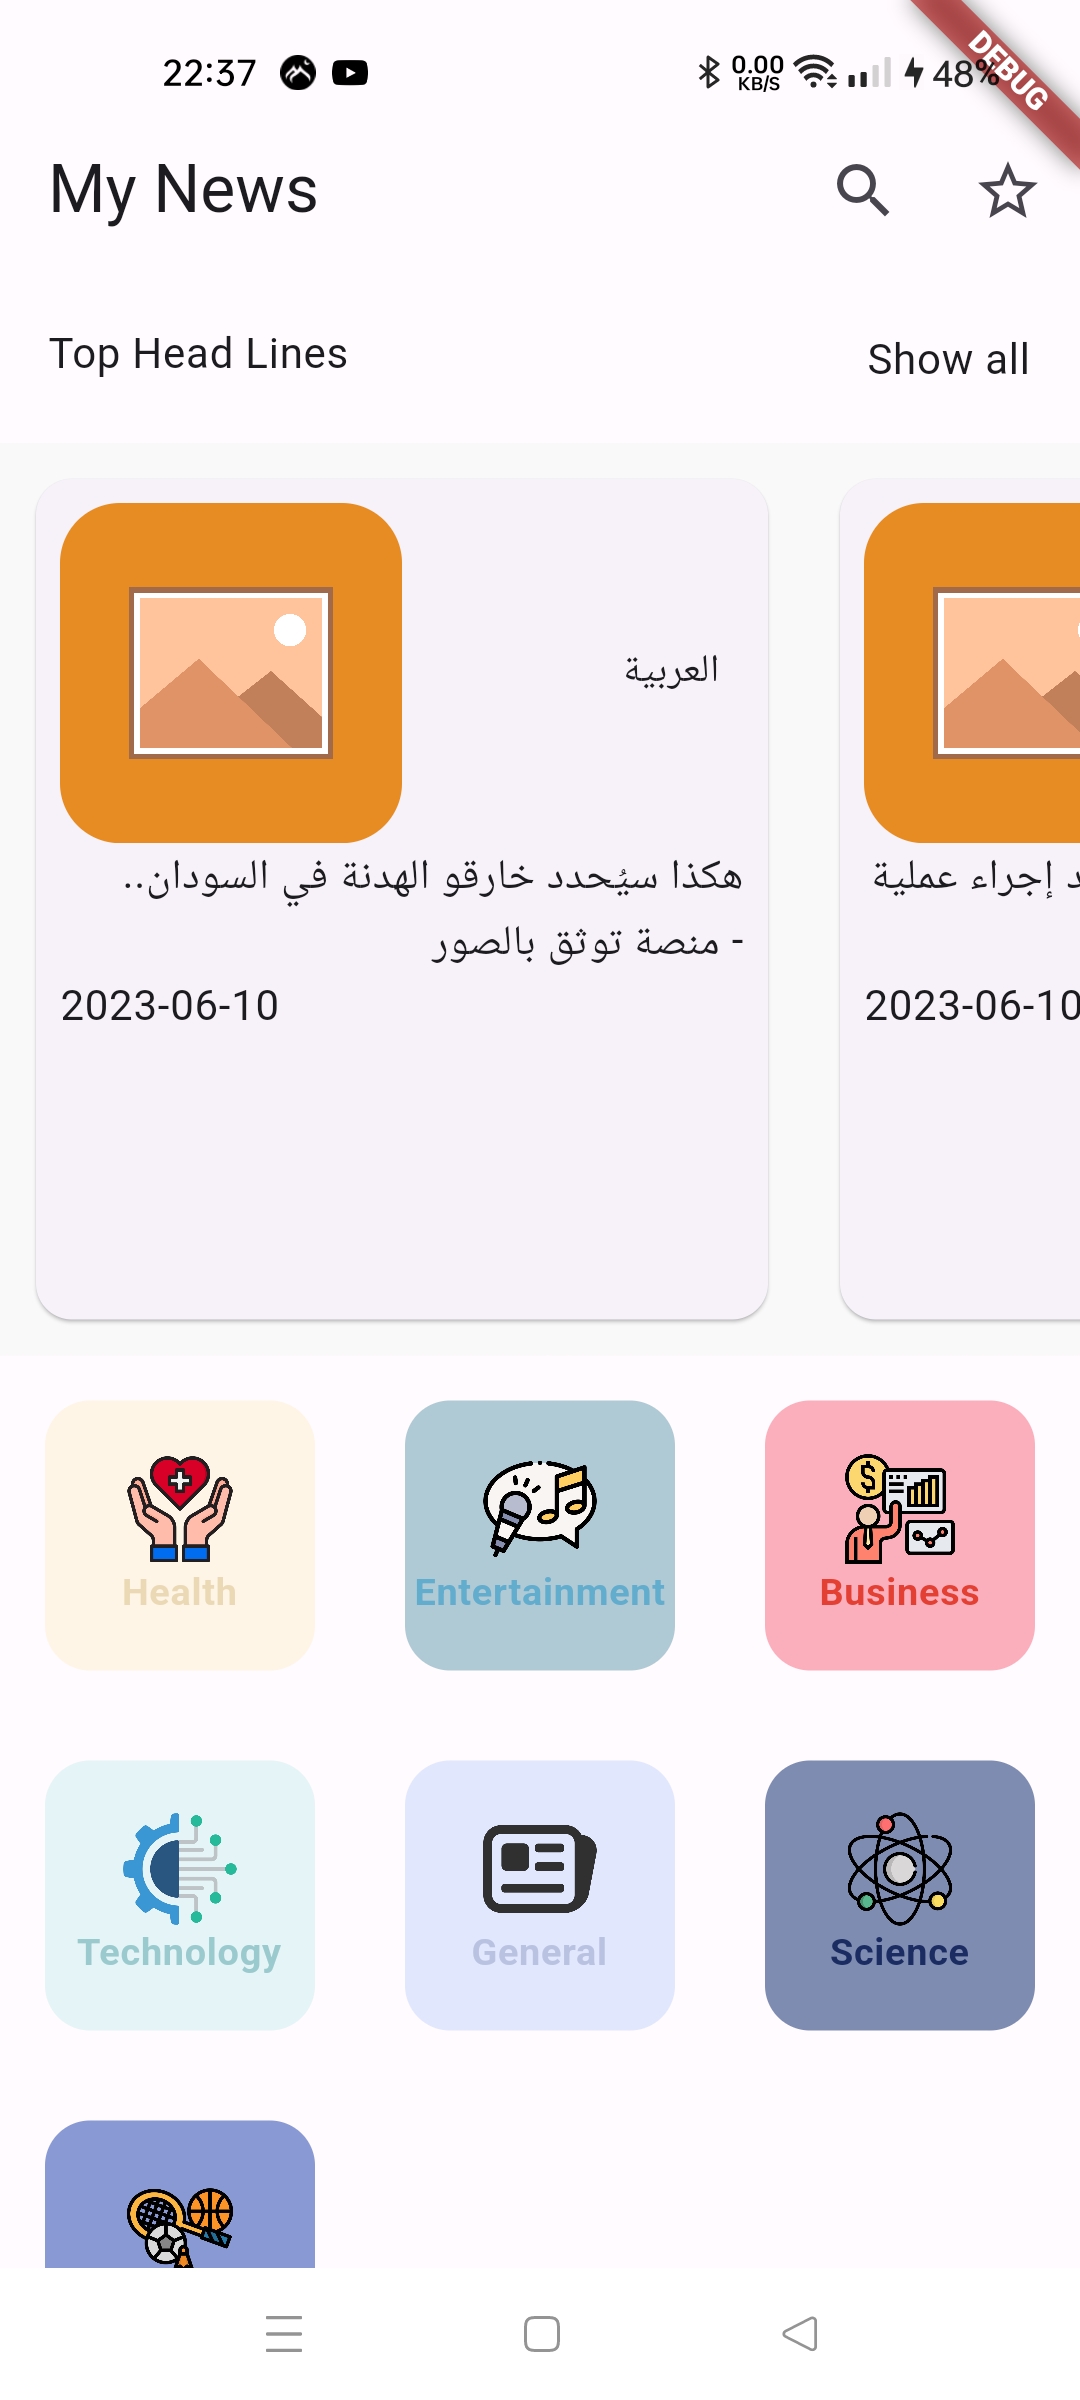 22:37
0.00
KB/S
48%
DEBUG
My News
Top Head Lines
Show all
العربية
هكذا سيُحدد خارقو الهدنة في السودان..
- منصة توثق بالصور
2023-06-10
د إجراء عملية
2023-06-10
Health
Entertainment
Business
Technology
General
Science